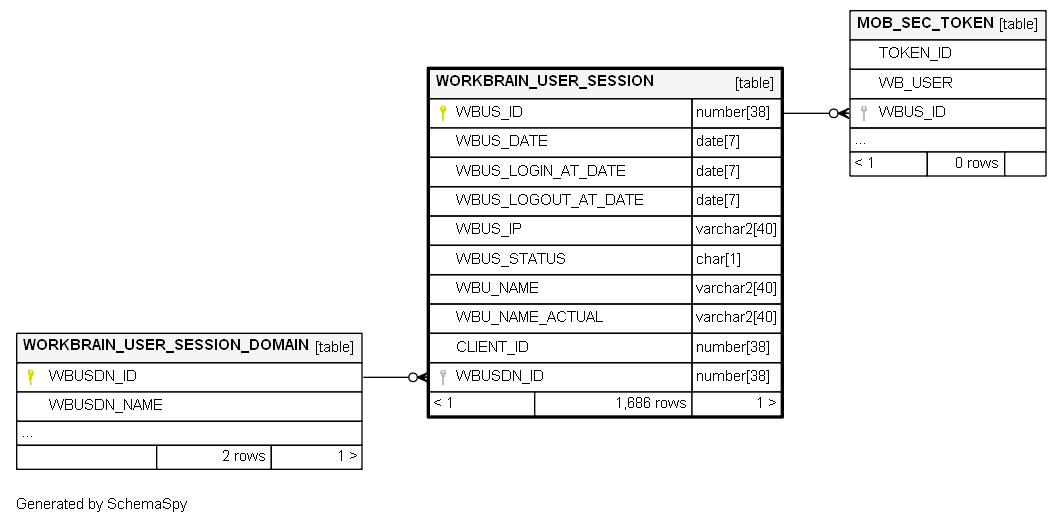 MOB_SEC_TOKEN [table]
TOKEN_ID
WB_USER
WBUS_ID
...
< 1 0 rows
WORKBRAIN_USER_SESSION [table]
WBUS_ID number[38]
WBUS_DATE date[7]
WBUS_LOGIN_AT_DATE date[7]
WBUS_LOGOUT_AT_DATE date[7]
WBUS_IP varchar2[40]
WBUS_STATUS char[1]
WBU_NAME varchar2[40]
WBU_NAME_ACTUAL varchar2[40]
CLIENT_ID number[38]
WBUSDN_ID number[38]
< 1 1,686 rows 1 >
WORKBRAIN_USER_SESSION_DOMAIN [table]
WBUSDN_ID
WBUSDN_NAME
...
2 rows 1 >
Generated by SchemaSpy